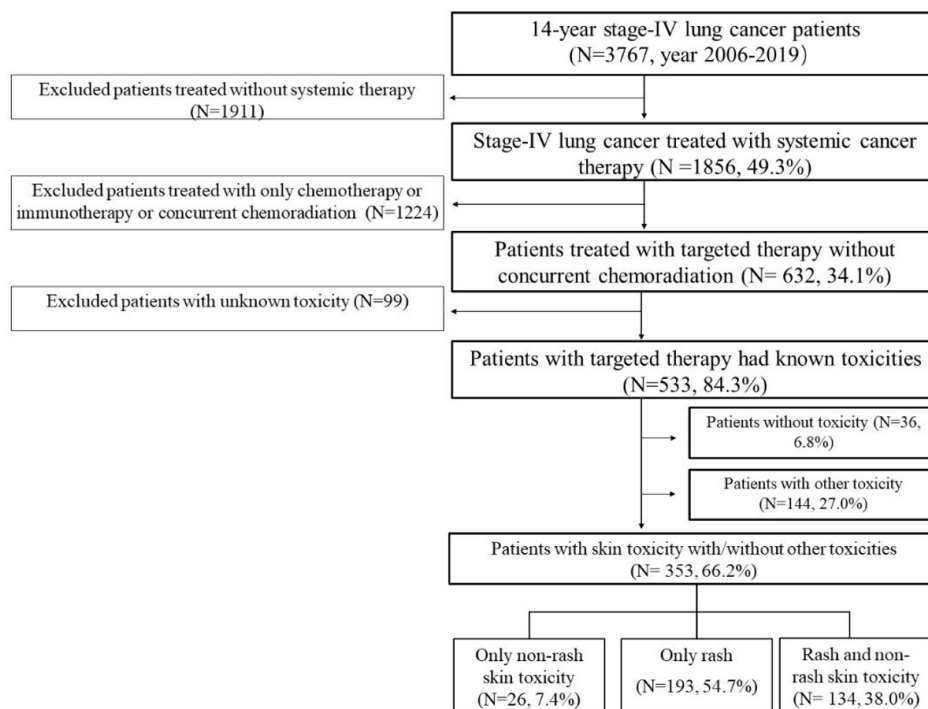 14-year stage-IV lung cancer patients
(N=3767, year 2006-2019)
Excluded patients treated without systemic therapy
(N=1911)
Stage-IV lung cancer treated with systemic cancer
therapy (N =1856, 49.3%)
Excluded patients treated with only chemotherapy or
immunotherapy or concurrent chemoradiation (N=1224)
Patients treated with targeted therapy without
concurrent chemoradiation (N= 632, 34.1%)
Excluded patients with unknown toxicity (N=99)
Patients with targeted therapy had known toxicities
(N=533, 84.3%)
Patients without toxicity (N=36,
6.8%)
Patients with other toxicity
(N=144, 27.0%)
Patients with skin toxicity with/without other toxicities
(N= 353, 66.2%)
Only non-rash
skin toxicity
(N=26, 7.4%)
Only rash
(N=193, 54.7%)
Rash and non-
rash skin toxicity
(N= 134, 38.0%)